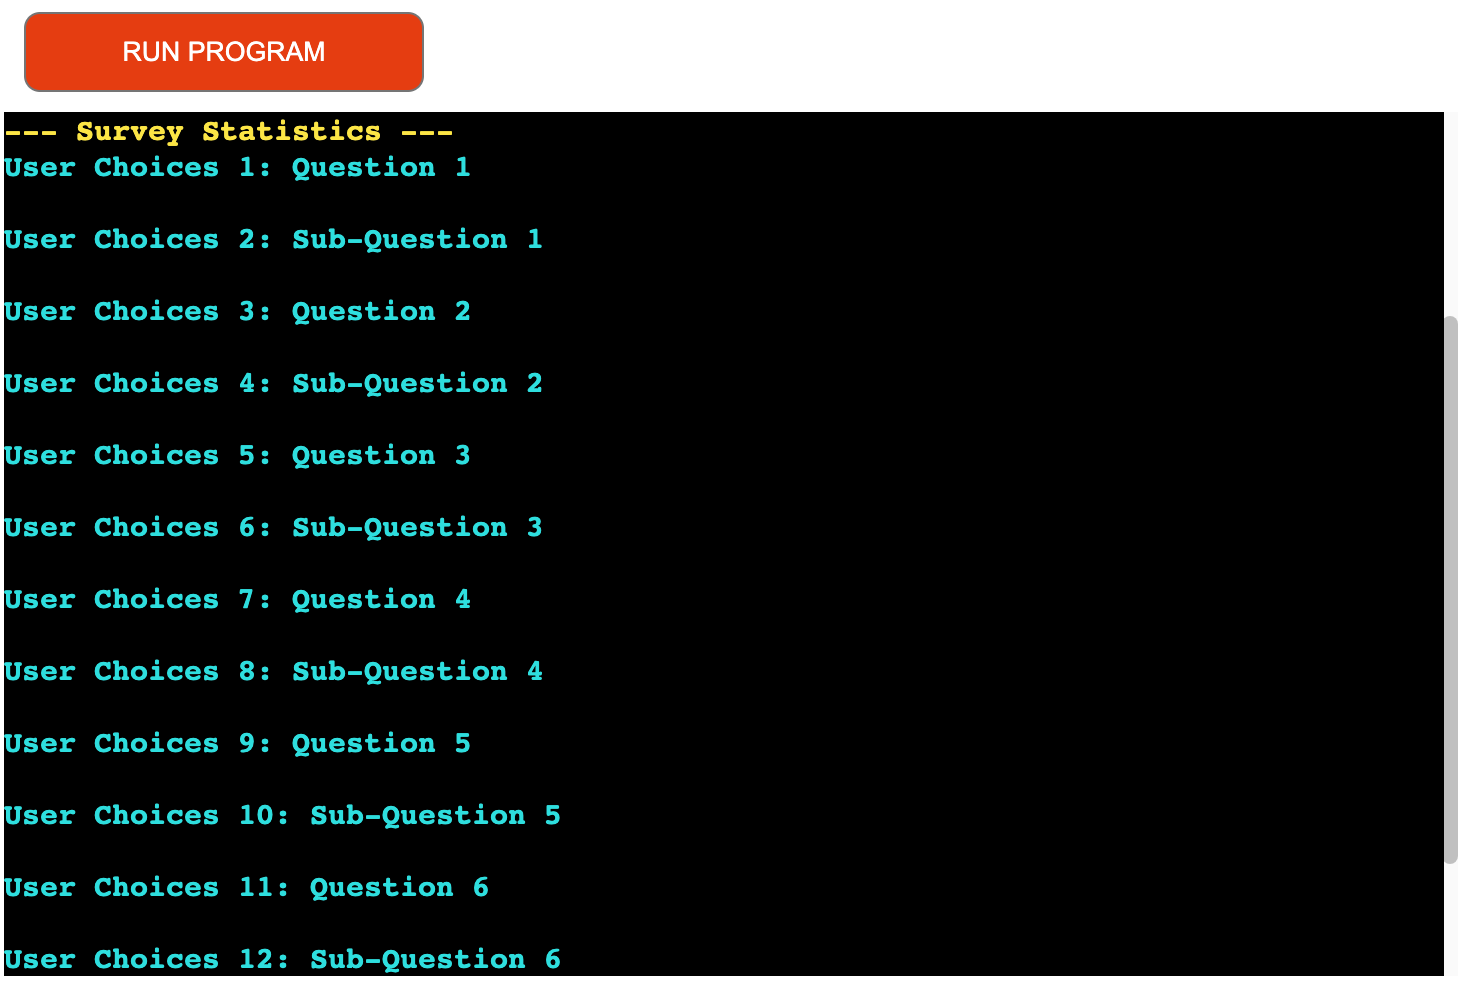 RUN PROGRAM
--- Survey Statistics ---
User Choices 1: Question 1
User Choices 2: Sub-Question 1
User Choices 3: Question 2
User Choices 4: Sub-Question 2
User Choices 5: Question 3
User Choices 6: Sub-Question 3
User Choices 7: Question 4
User Choices 8: Sub-Question 4
User Choices 9: Question 5
User Choices 10: Sub-Question 5
User Choices 11: Question 6
User Choices 12: Sub-Question 6